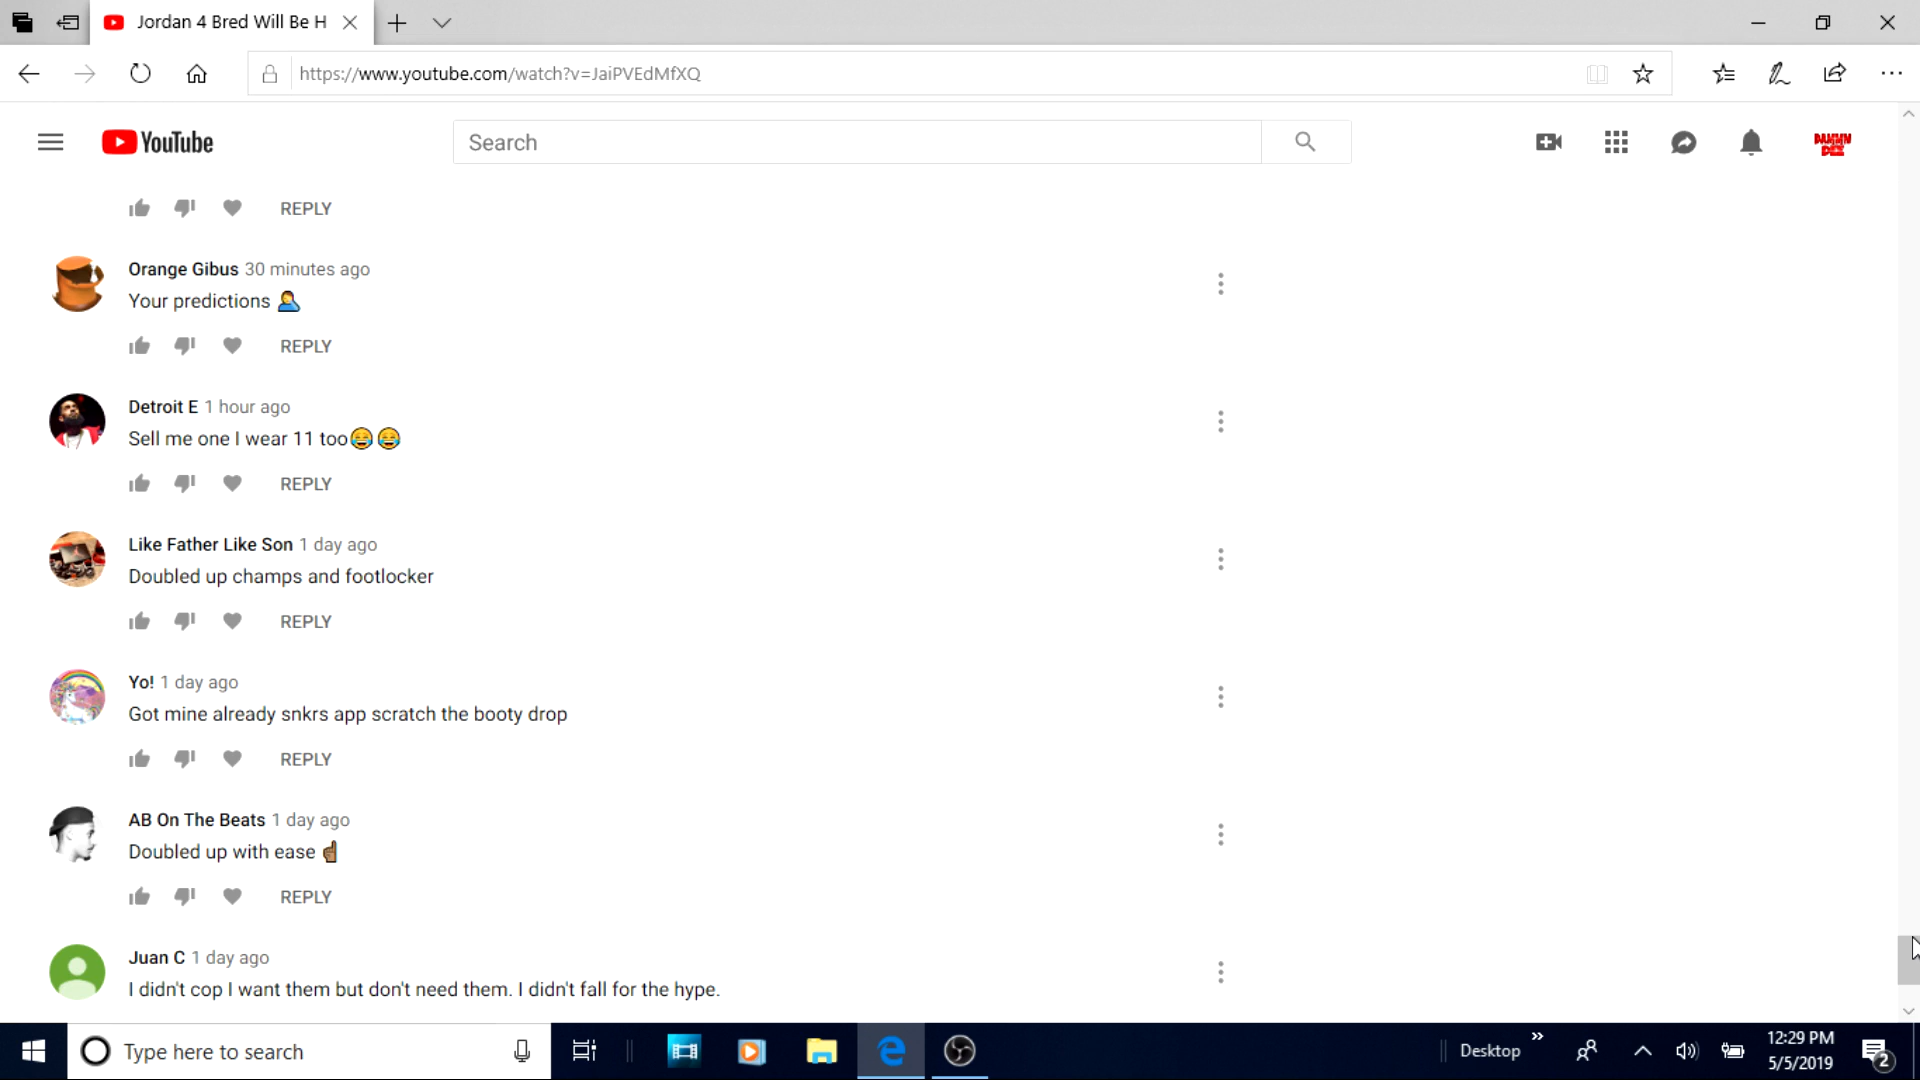 Jordan 4 Bred Will Be H
https://www.youtube.com/watch?v=JaiPVEdMfXQ
YouTube
Search
DAMMN
DEE
REPLY
Orange Gibus 30 minutes ago
Your predictions 🤦
REPLY
Detroit E 1 hour ago
Sell me one I wear 11 too😂😂
REPLY
Like Father Like Son 1 day ago
Doubled up champs and footlocker
REPLY
Yo! 1 day ago
Got mine already snkrs app scratch the booty drop
REPLY
AB On The Beats 1 day ago
Doubled up with ease ☝🏾
REPLY
Juan C 1 day ago
I didn't cop I want them but don't need them. I didn't fall for the hype.
Type here to search
Desktop
12:29 PM
5/5/2019
2